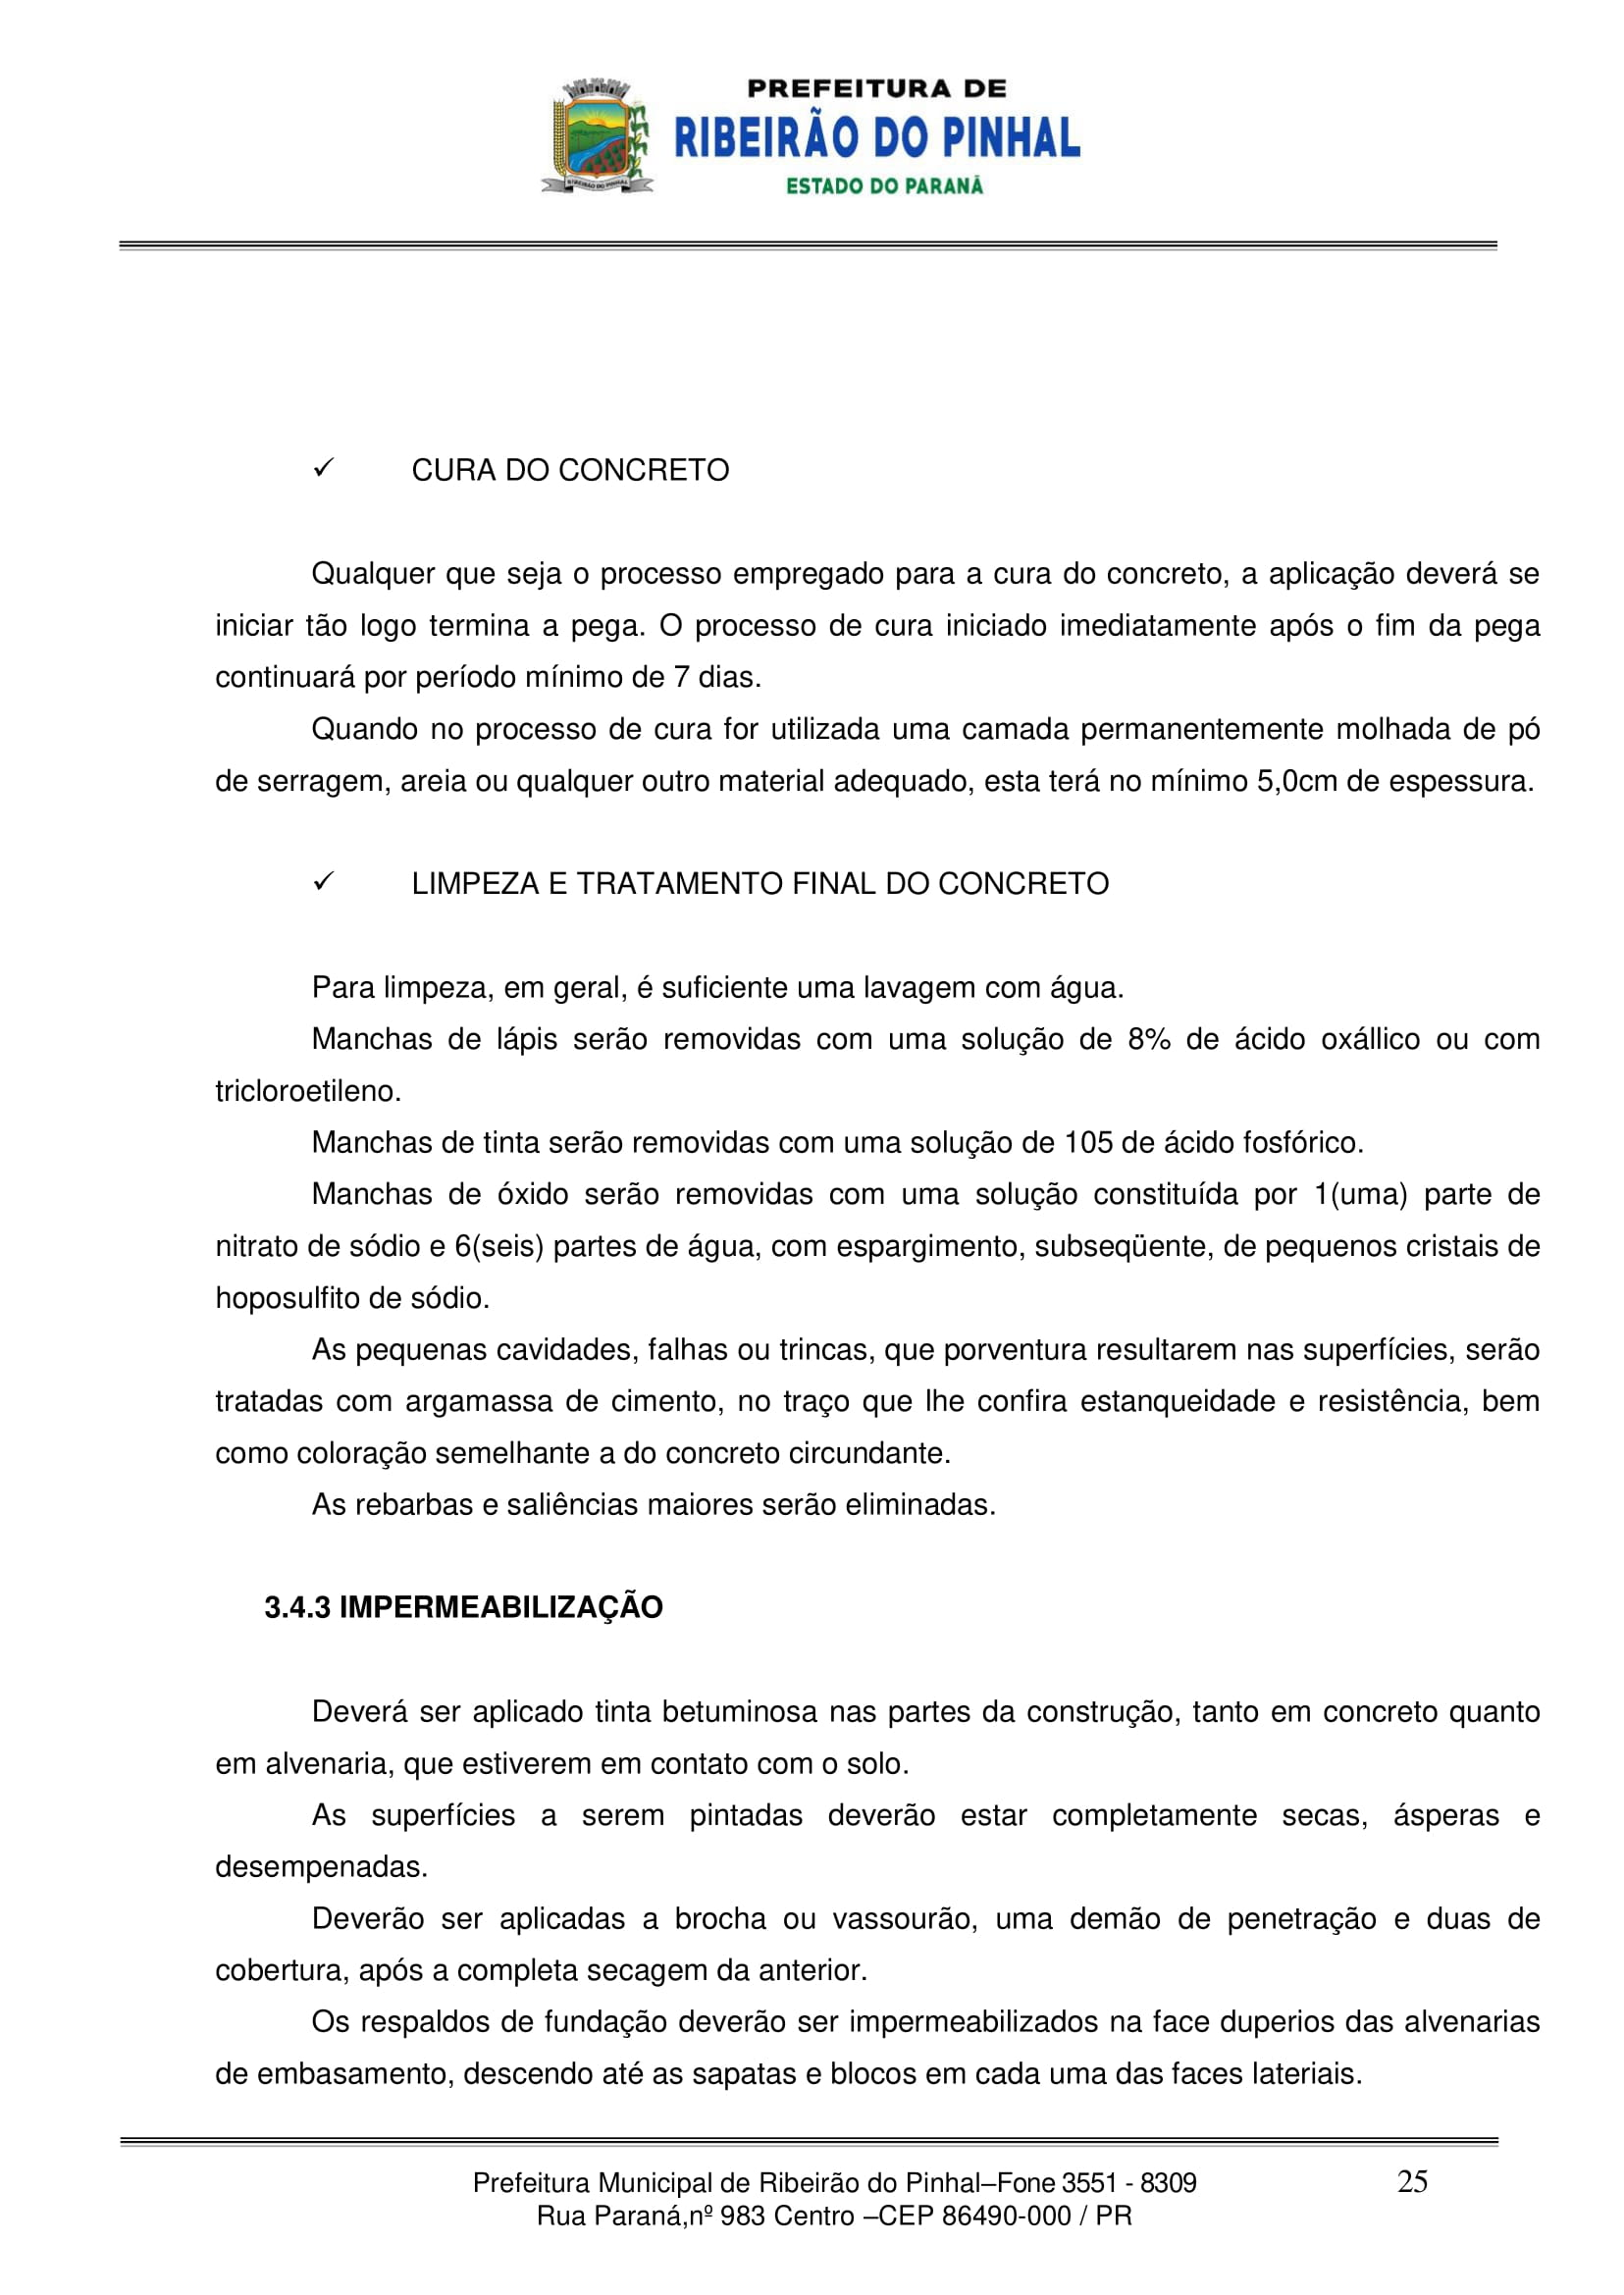 PREFEITURA DE
RIBEIRÃO DO PINHAL
ESTADO DO PARANÁ
RIBEIRÃO DO PINHAL
✓ CURA DO CONCRETO
Qualquer que seja o processo empregado para a cura do concreto, a aplicação deverá se
iniciar tão logo termina a pega. O processo de cura iniciado imediatamente após o fim da pega
continuará por período mínimo de 7 dias.
Quando no processo de cura for utilizada uma camada permanentemente molhada de pó
de serragem, areia ou qualquer outro material adequado, esta terá no mínimo 5,0cm de espessura.
✓ LIMPEZA E TRATAMENTO FINAL DO CONCRETO
Para limpeza, em geral, é suficiente uma lavagem com água.
Manchas de lápis serão removidas com uma solução de 8% de ácido oxállico ou com
tricloroetileno.
Manchas de tinta serão removidas com uma solução de 105 de ácido fosfórico.
Manchas de óxido serão removidas com uma solução constituída por 1(uma) parte de
nitrato de sódio e 6(seis) partes de água, com espargimento, subseqüente, de pequenos cristais de
hoposulfito de sódio.
As pequenas cavidades, falhas ou trincas, que porventura resultarem nas superfícies, serão
tratadas com argamassa de cimento, no traço que lhe confira estanqueidade e resistência, bem
como coloração semelhante a do concreto circundante.
As rebarbas e saliências maiores serão eliminadas.
3.4.3 IMPERMEABILIZAÇÃO
Deverá ser aplicado tinta betuminosa nas partes da construção, tanto em concreto quanto
em alvenaria, que estiverem em contato com o solo.
As superfícies a serem pintadas deverão estar completamente secas, ásperas e
desempenadas.
Deverão ser aplicadas a brocha ou vassourão, uma demão de penetração e duas de
cobertura, após a completa secagem da anterior.
Os respaldos de fundação deverão ser impermeabilizados na face duperios das alvenarias
de embasamento, descendo até as sapatas e blocos em cada uma das faces lateriais.
Prefeitura Municipal de Ribeirão do Pinhal–Fone 3551 - 8309 25
Rua Paraná,nº 983 Centro –CEP 86490-000 / PR